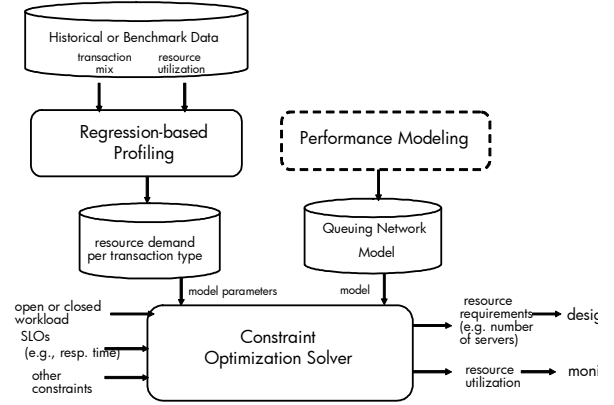 Historical or Benchmark Data
transaction
mix
resource
utilization
Regression-based
Profiling
Performance Modeling
resource demand
per transaction type
Queuing Network
Model
model parameters
model
open or closed
workload
SLOs
(e.g., resp. time)
other
constraints
Constraint
Optimization Solver
resource
requirements
(e.g. number
of servers)
desig
resource
utilization
moni